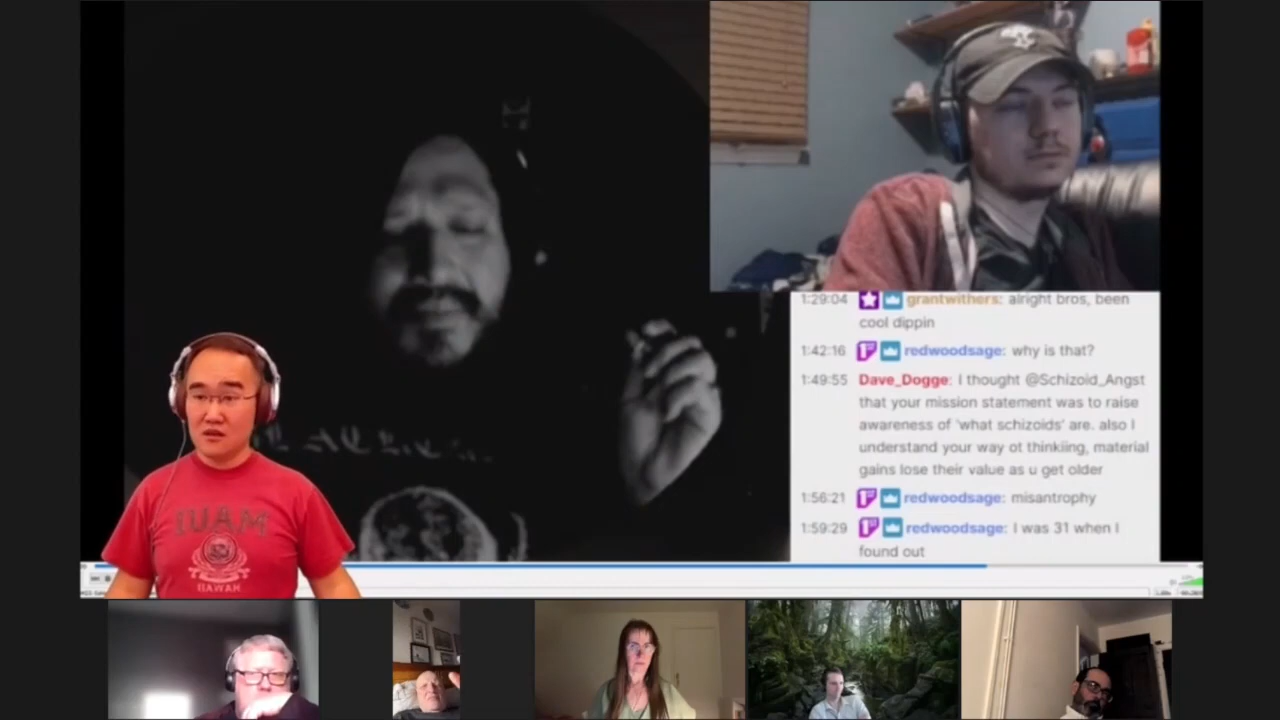 1:29:04 grantwithers: alright bros, been
cool dippin
1:42:16 redwoodsage: why is that?
1:49:55 Dave_Dogge: I thought @Schizoid_Angst
that your mission statement was to raise
awareness of 'what schizoids' are. also I
understand your way ot thinkiing, material
gains lose their value as u get older
1:56:21 redwoodsage: misantrophy
1:59:29 redwoodsage: I was 31 when I
found out
MAUI
HAWAII